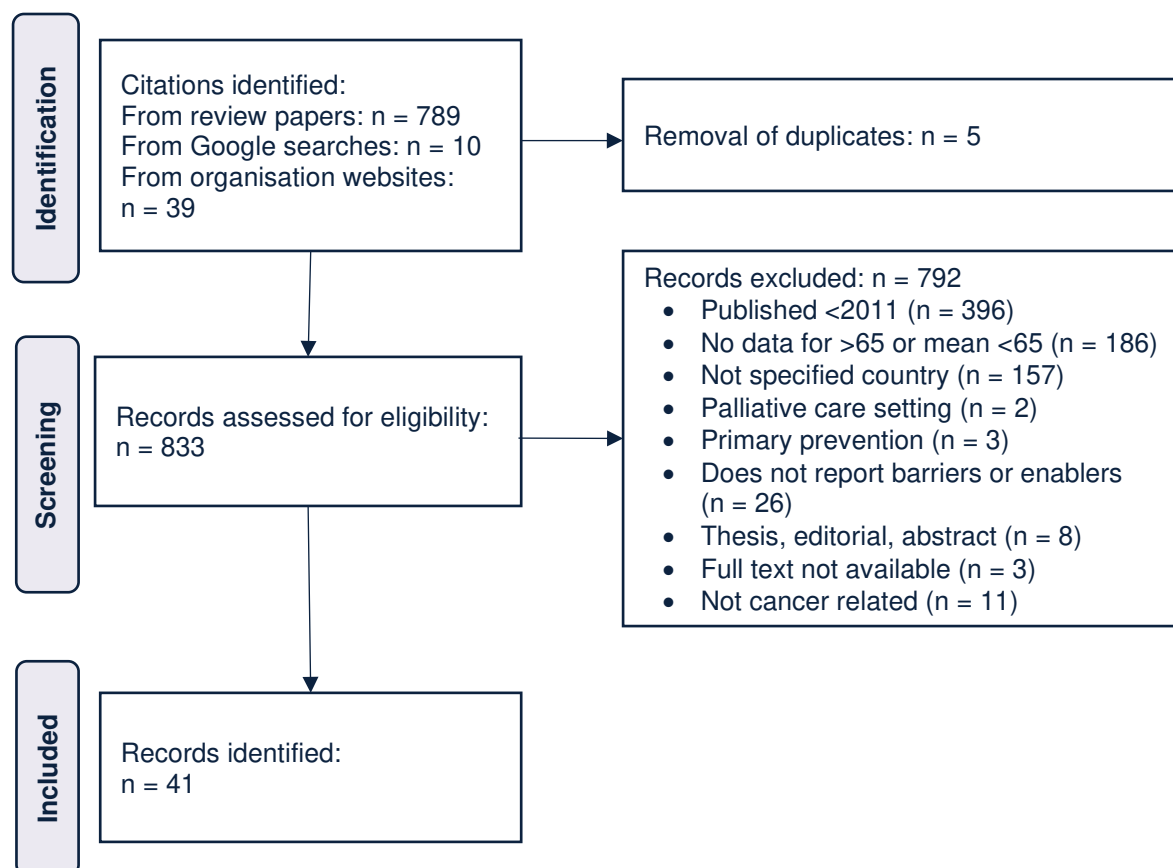 Identification
Citations identified:
From review papers: n = 789
From Google searches: n = 10
From organisation websites:
n = 39
Removal of duplicates: n = 5
Screening
Records assessed for eligibility:
n = 833
Records excluded: n = 792
• Published <2011 (n = 396)
• No data for >65 or mean <65 (n = 186)
• Not specified country (n = 157)
• Palliative care setting (n = 2)
• Primary prevention (n = 3)
• Does not report barriers or enablers
(n = 26)
• Thesis, editorial, abstract (n = 8)
• Full text not available (n = 3)
• Not cancer related (n = 11)
Included
Records identified:
n = 41